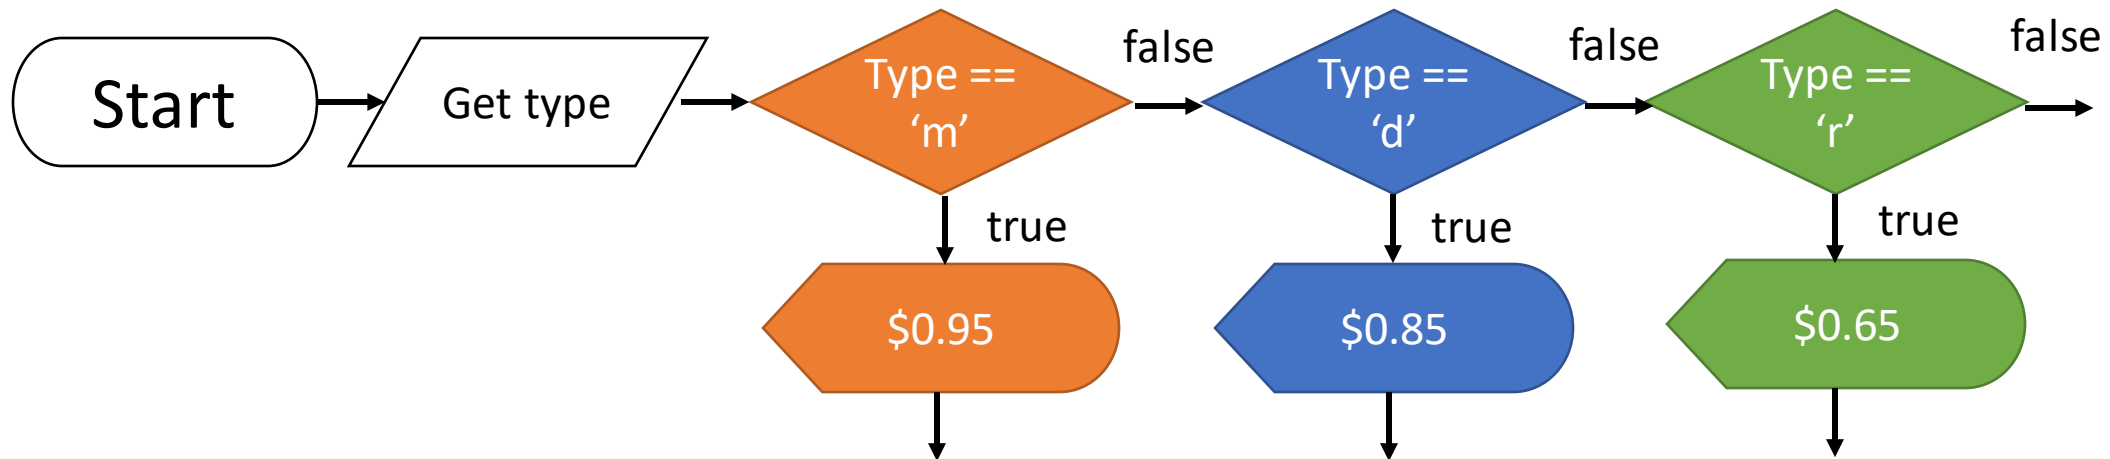 Start
Get type
Type ==
‘m’
false
Type ==
‘d’
false
Type ==
‘r’
false
true
true
true
$0.95
$0.85
$0.65